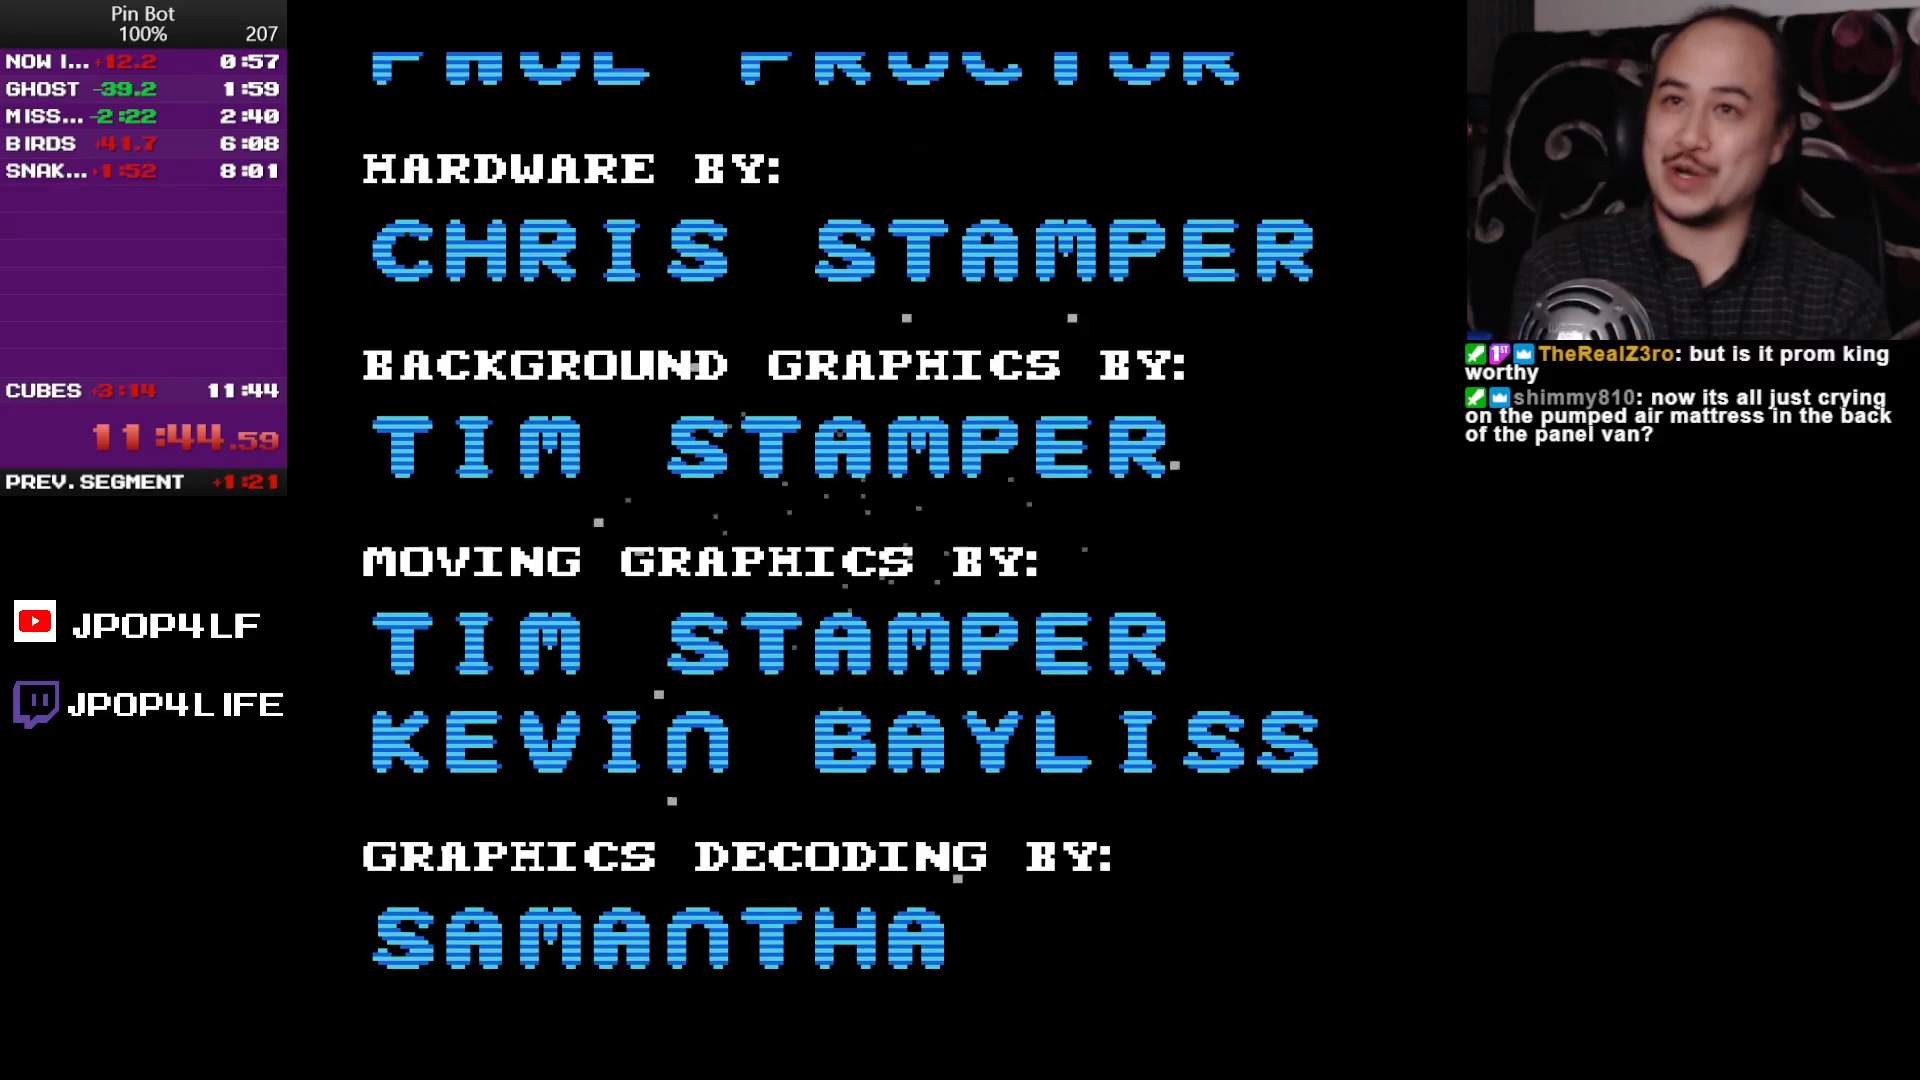 Pin Bot
100% 207
NOW I... +12.2 0:57
GHOST -39.2 1:59
MISS... -2:22 2:40
BIRDS +41.7 6:08
SNAK... +1:52 8:01
CUBES +3:14 11:44
11:44.59
PREV. SEGMENT +1:21
JPOP4LF
JPOP4LIFE
PAUL PROCTOR
HARDWARE BY:
CHRIS STAMPER
BACKGROUND GRAPHICS BY:
TIM STAMPER
MOVING GRAPHICS BY:
TIM STAMPER
KEVIN BAYLISS
GRAPHICS DECODING BY:
SAMANTHA
1ST TheRealZ3ro: but is it prom king
worthy
shimmy810: now its all just crying
on the pumped air mattress in the back
of the panel van?